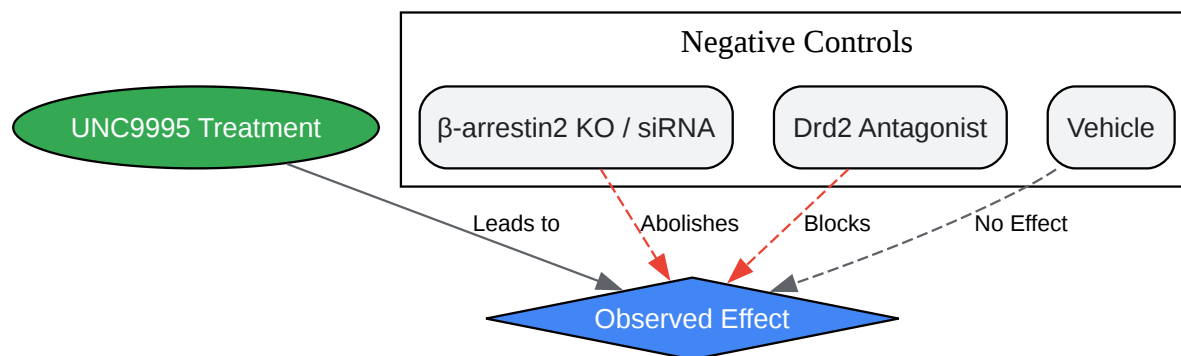 Negative Controls
UNC9995 Treatment
β-arrestin2 KO / siRNA
Drd2 Antagonist
Vehicle
Leads to
Abolishes
Blocks
No Effect
Observed Effect